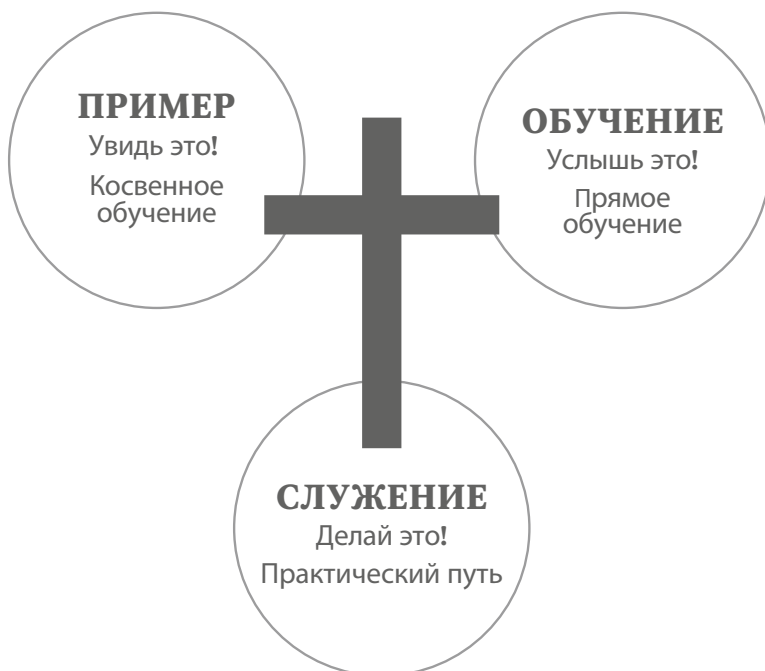 ПРИМЕР
Увидь это!
Косвенное
обучение
ОБУЧЕНИЕ
Услышь это!
Прямое
обучение
СЛУЖЕНИЕ
Делай это!
Практический путь